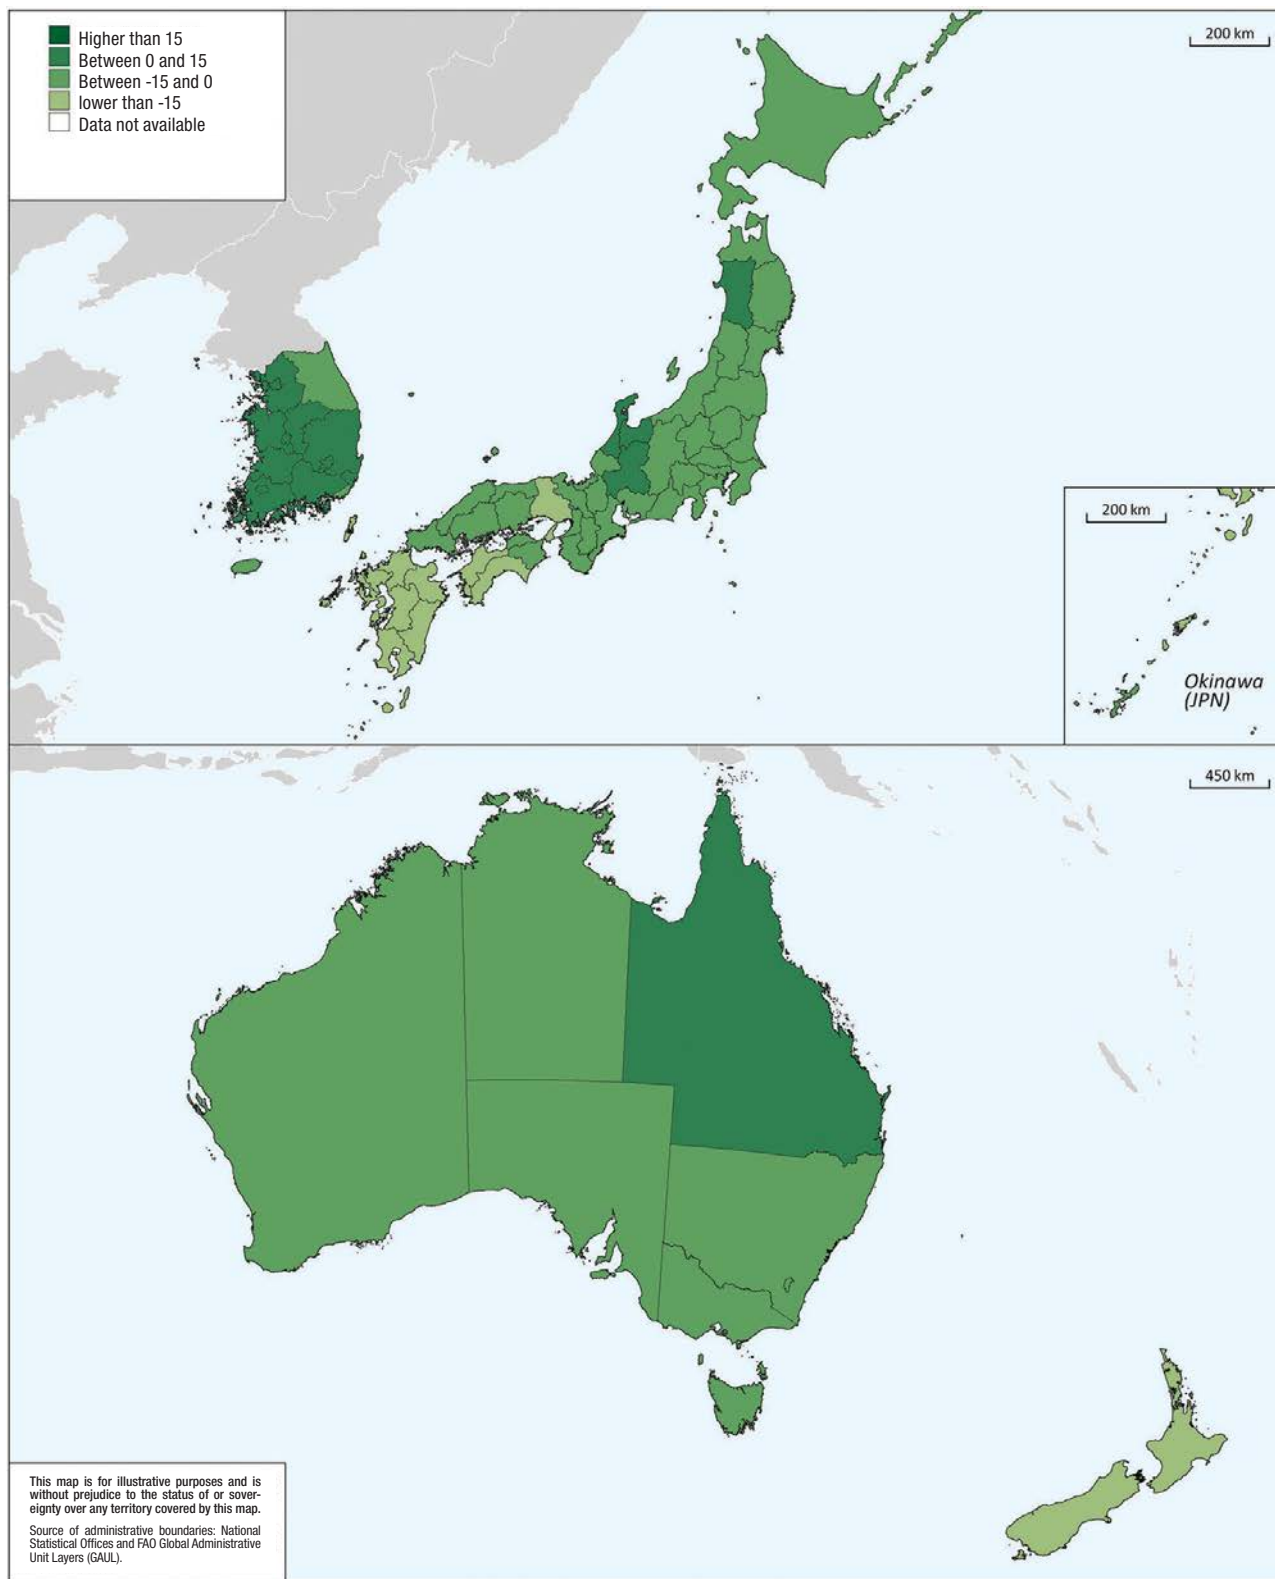 Higher than 15
Between 0 and 15
Between -15 and 0
lower than -15
Data not available
200 km
200 km
Okinawa
(JPN)
450 km
This map is for illustrative purposes and is
without prejudice to the status of or sover-
eignty over any territory covered by this map.
Source of administrative boundaries: National
Statistical Offices and FAO Global Administrative
Unit Layers (GAUL).